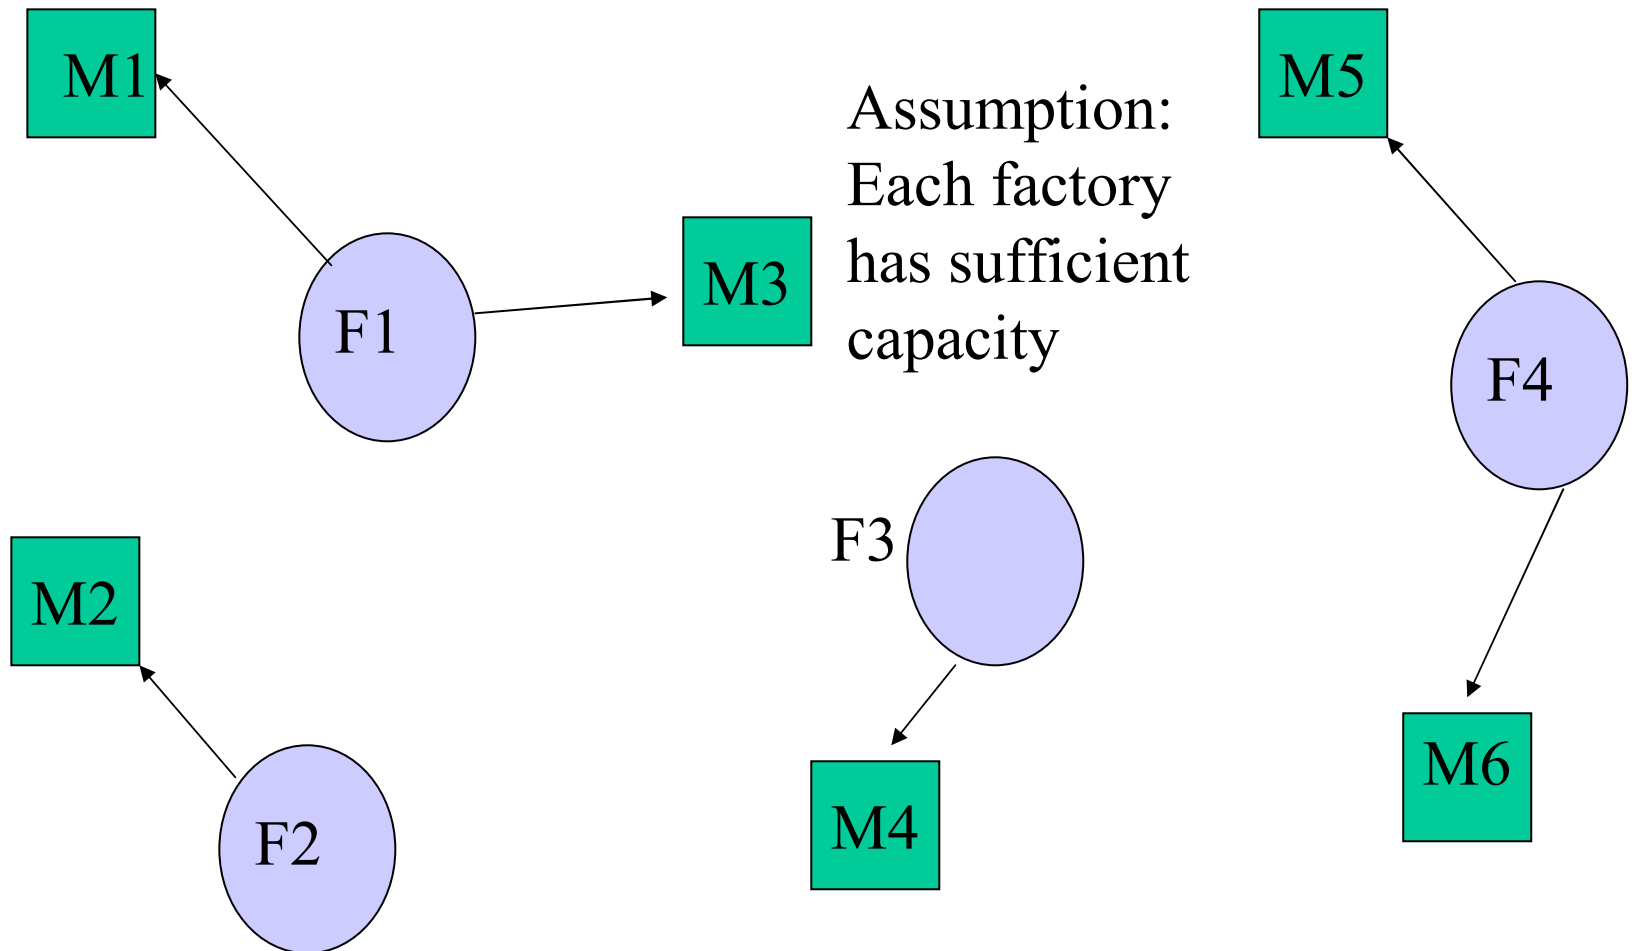 M1
M5
Assumption:
Each factory
has sufficient
capacity
M3
F1
F4
F3
M2
M6
M4
F2